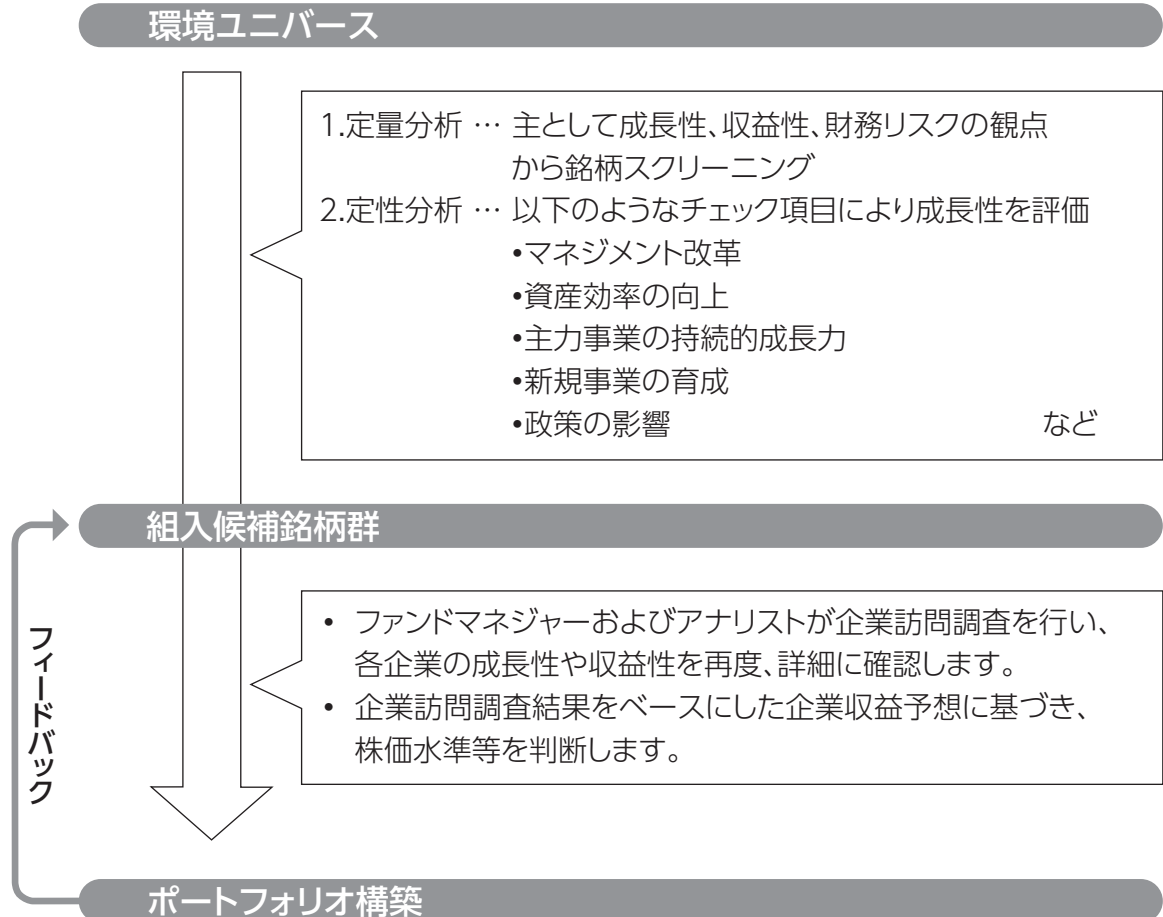 環境ユニバース
1.定量分析 … 主として成長性、収益性、財務リスクの観点
から銘柄スクリーニング
2.定性分析 … 以下のようなチェック項目により成長性を評価
•マネジメント改革
•資産効率の向上
•主力事業の持続的成長力
•新規事業の育成
•政策の影響 など
組入候補銘柄群
• ファンドマネジャーおよびアナリストが企業訪問調査を行い、
各企業の成長性や収益性を再度、詳細に確認します。
• 企業訪問調査結果をベースにした企業収益予想に基づき、
株価水準等を判断します。
フィードバック
ポートフォリオ構築